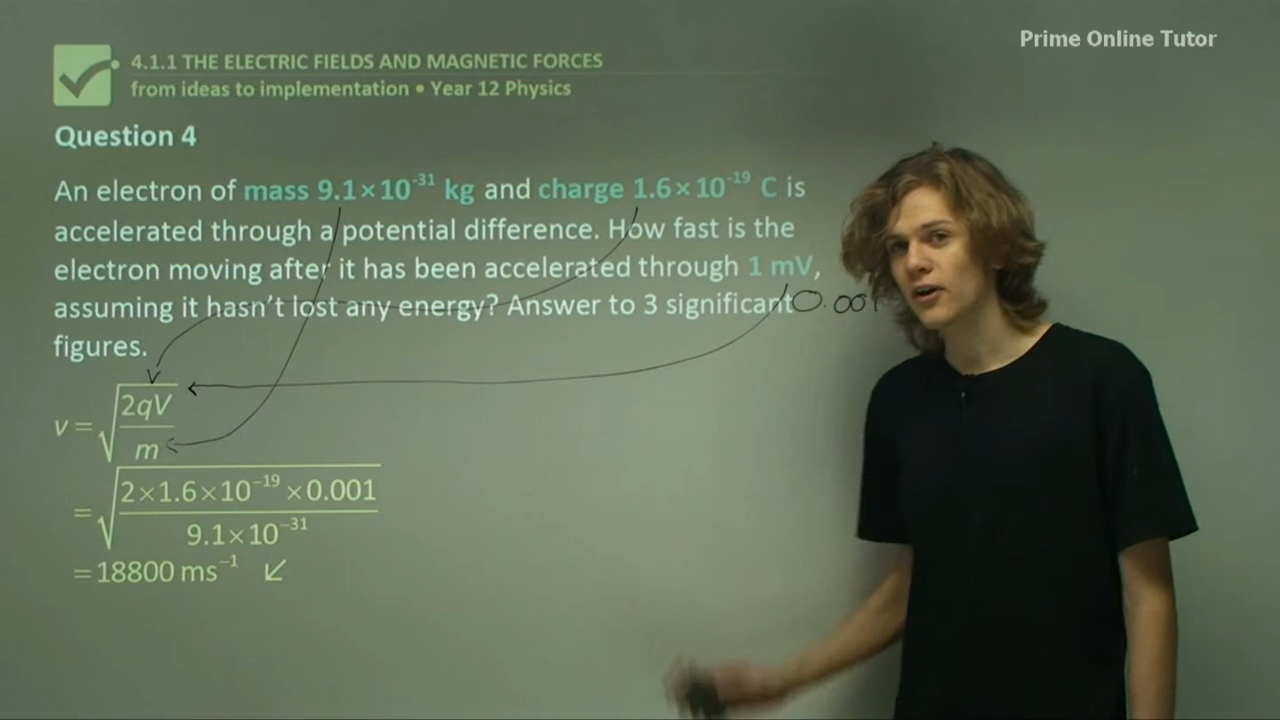 Prime Online Tutor
4.1.1 THE ELECTRIC FIELDS AND MAGNETIC FORCES
from ideas to implementation • Year 12 Physics
Question 4
An electron of mass 9.1×10⁻³¹ kg and charge 1.6×10⁻¹⁹ C is
accelerated through a potential difference. How fast is the
electron moving after it has been accelerated through 1 mV,
assuming it hasn't lost any energy? Answer to 3 significant
0.001
figures.
v = √(2qV/m)
= √(2×1.6×10⁻¹⁹×0.001/9.1×10⁻³¹)
= 18800 ms⁻¹